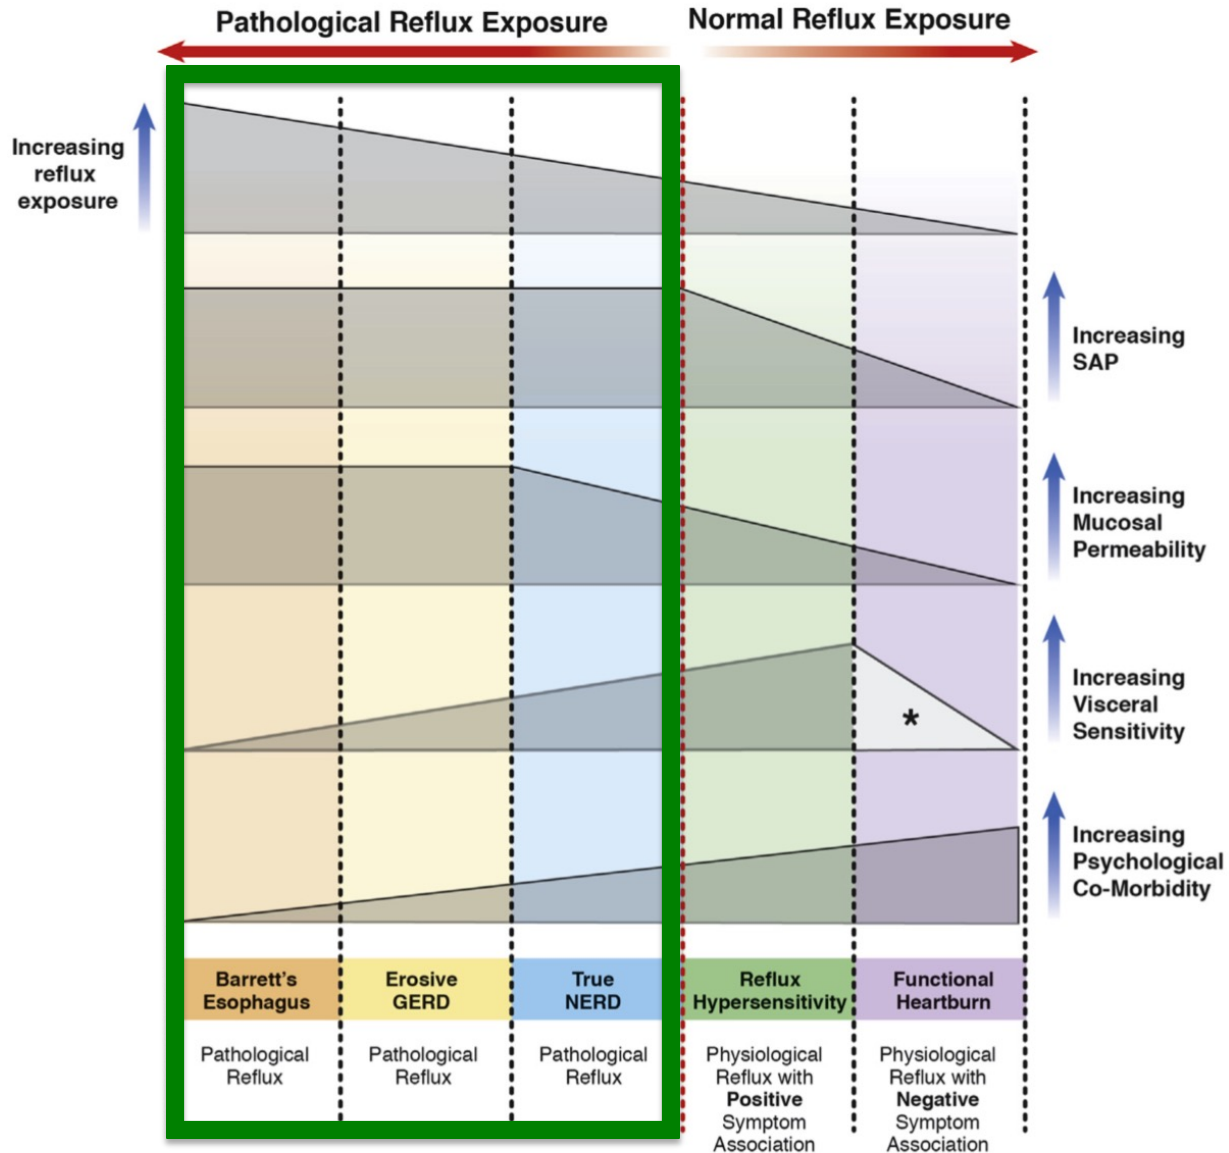 Pathological Reflux Exposure
Normal Reflux Exposure
Increasing
reflux
exposure
Increasing
SAP
Increasing
Mucosal
Permeability
Increasing
Visceral
Sensitivity
*
Increasing
Psychological
Co-Morbidity
Barrett's
Esophagus
Erosive
GERD
True
NERD
Reflux
Hypersensitivity
Functional
Heartburn
Pathological
Reflux
Pathological
Reflux
Pathological
Reflux
Physiological
Reflux with
Positive
Symptom
Association
Physiological
Reflux with
Negative
Symptom
Association